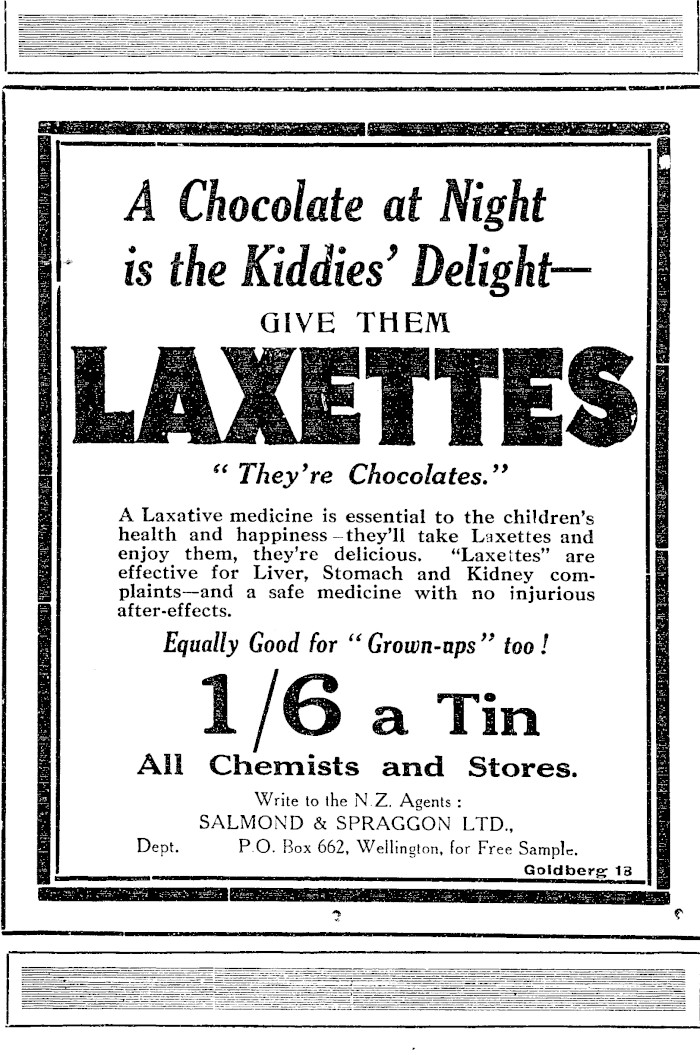 A Chocolate at Night
is the Kiddies' Delight—
GIVE THEM
LAXETTES
"They're Chocolates."
A Laxative medicine is essential to the children's
health and happiness—they'll take Laxettes and
enjoy them, they're delicious. "Laxettes" are
effective for Liver, Stomach and Kidney com-
plaints—and a safe medicine with no injurious
after-effects.
Equally Good for "Grown-ups" too!
1/6 a Tin
All Chemists and Stores.
Write to the N.Z. Agents:
SALMOND & SPRAGGON LTD.,
Dept. P.O. Box 662, Wellington, for Free Sample.
Goldberg 18